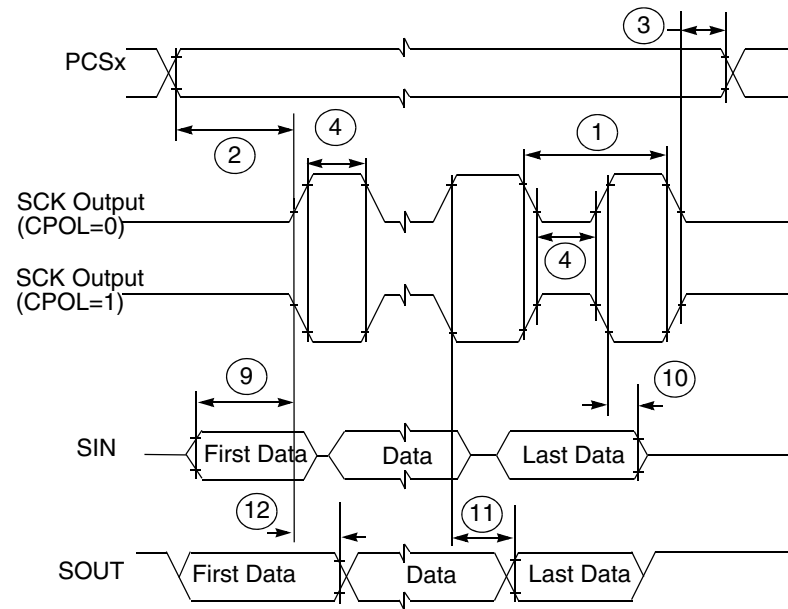 3
PCSx
2
4
1
SCK Output
(CPOL=0)
4
SCK Output
(CPOL=1)
9
10
SIN
First Data
Data
Last Data
12
11
SOUT
First Data
Data
Last Data